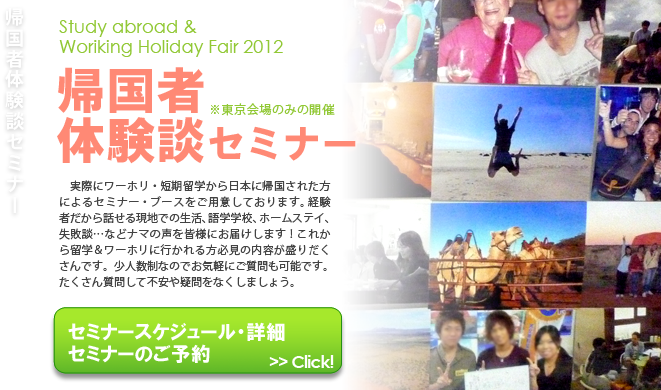 帰国者体験談セミナー
Study abroad &
Woriking Holiday Fair 2012
帰国者
※東京会場のみの開催
体験談セミナー
実際にワーホリ・短期留学から日本に帰国された方
によるセミナー・ブースをご用意しております。経験
者だから話せる現地での生活、語学学校、ホームステイ、
失敗談…などナマの声を皆様にお届けします！これか
ら留学＆ワーホリに行かれる方必見の内容が盛りだく
さんです。少人数制なのでお気軽にご質問も可能です。
たくさん質問して不安や疑問をなくしましょう。
セミナースケジュール・詳細
セミナーのご予約
>> Click!